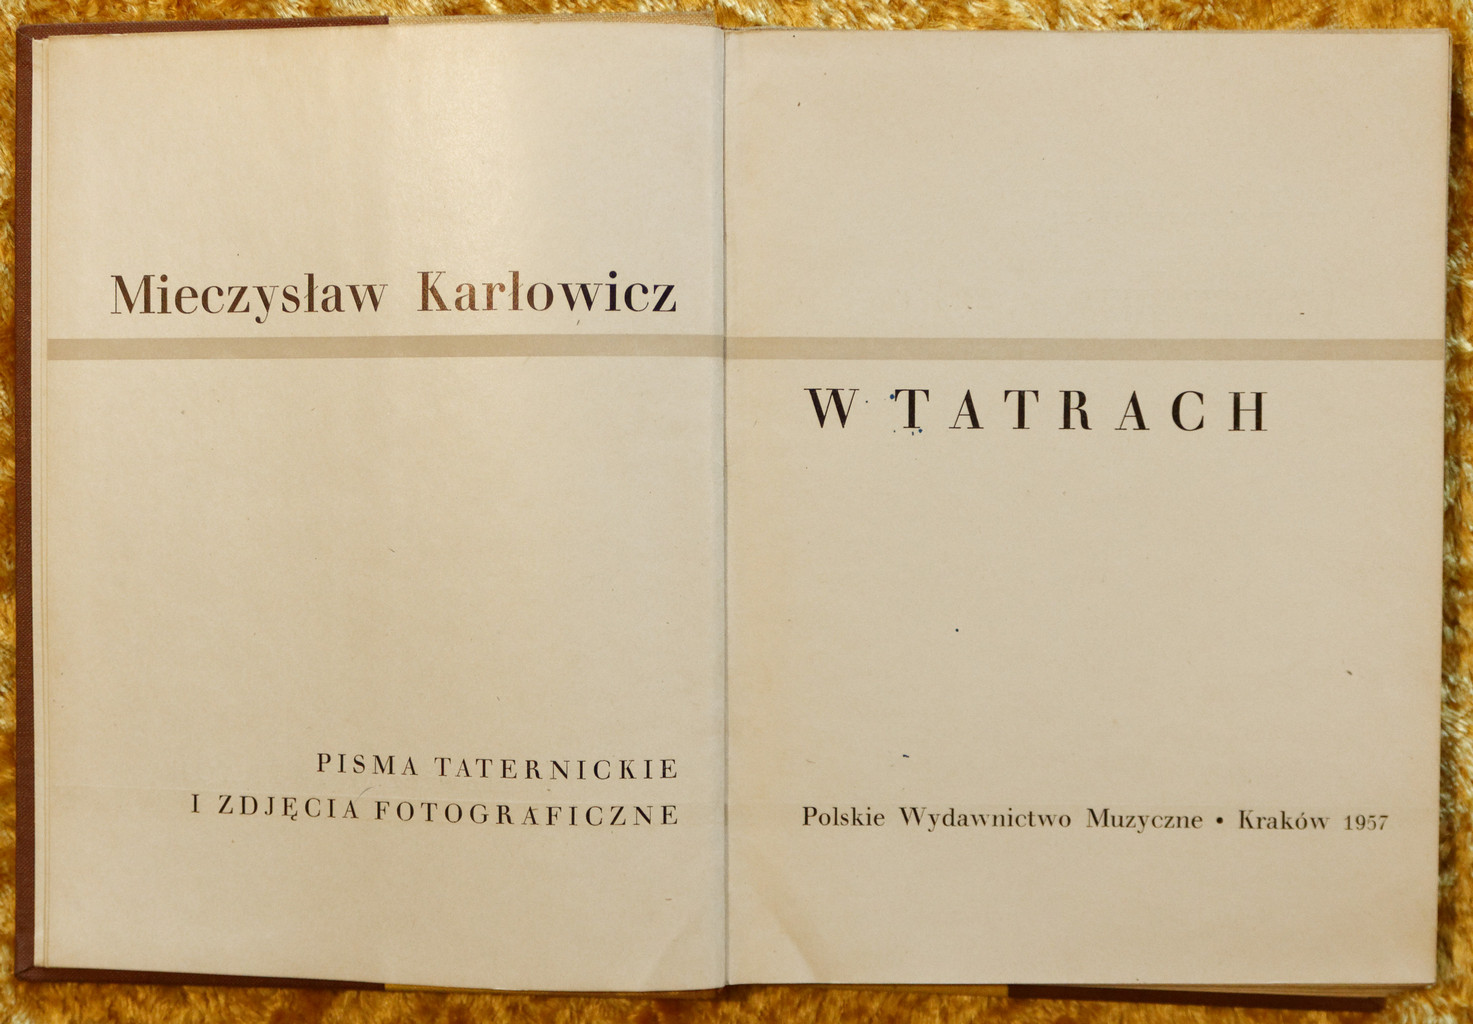 Mieczysław Karłowicz
W TATRACH
PISMA TATERNICKIE
I ZDJĘCIA FOTOGRAFICZNE
Polskie Wydawnictwo Muzyczne • Kraków 1957